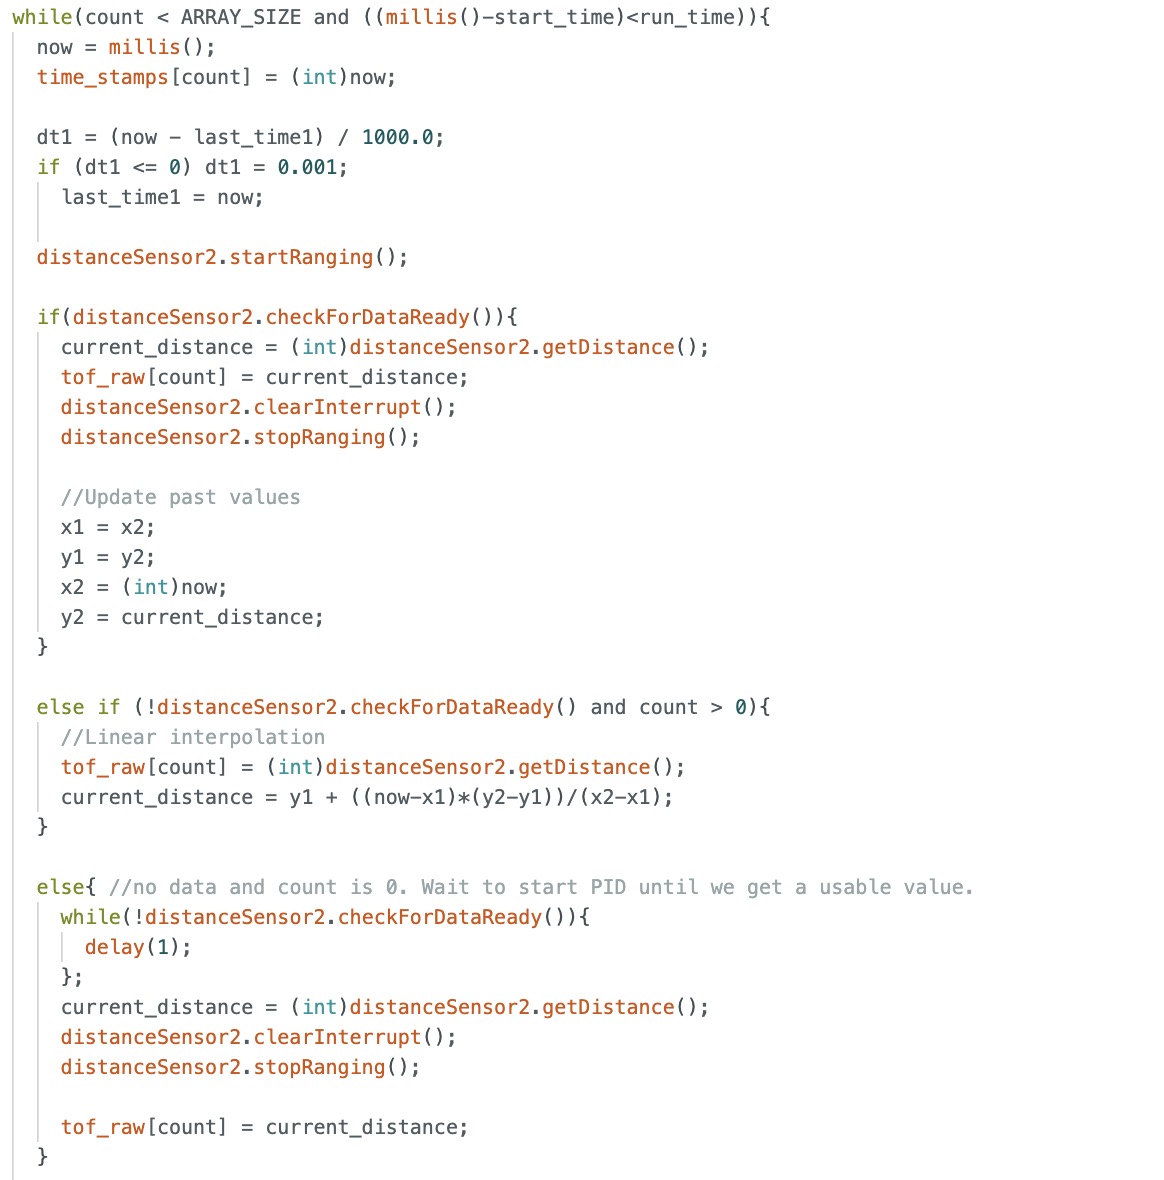 while(count < ARRAY_SIZE and ((millis()-start_time)<run_time)){
now = millis();
time_stamps[count] = (int)now;
dt1 = (now - last_time1) / 1000.0;
if (dt1 <= 0) dt1 = 0.001;
last_time1 = now;
distanceSensor2.startRanging();
if(distanceSensor2.checkForDataReady()){
current_distance = (int)distanceSensor2.getDistance();
tof_raw[count] = current_distance;
distanceSensor2.clearInterrupt();
distanceSensor2.stopRanging();
//Update past values
x1 = x2;
y1 = y2;
x2 = (int)now;
y2 = current_distance;
}
else if (!distanceSensor2.checkForDataReady() and count > 0){
//Linear interpolation
tof_raw[count] = (int)distanceSensor2.getDistance();
current_distance = y1 + ((now-x1)*(y2-y1))/(x2-x1);
}
else{ //no data and count is 0. Wait to start PID until we get a usable value.
while(!distanceSensor2.checkForDataReady()){
delay(1);
};
current_distance = (int)distanceSensor2.getDistance();
distanceSensor2.clearInterrupt();
distanceSensor2.stopRanging();
tof_raw[count] = current_distance;
}